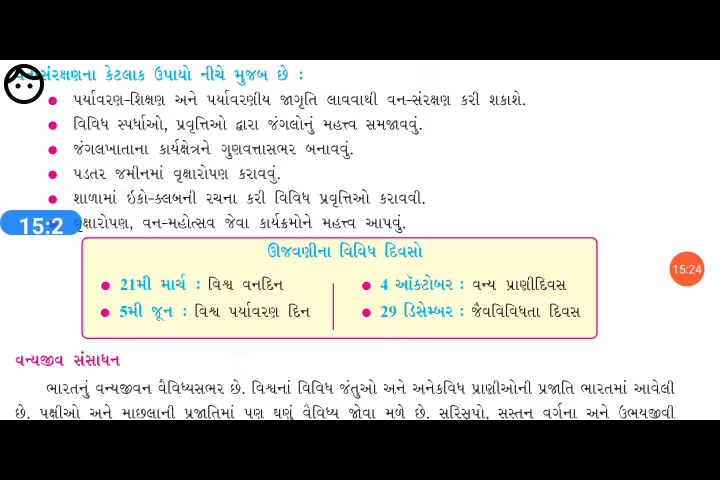 વન-સંરક્ષણના કેટલાક ઉપાયો નીચે મુજબ છે :
● પર્યાવરણ-શિક્ષણ અને પર્યાવરણીય જાગૃતિ લાવવાથી વન-સંરક્ષણ કરી શકાશે.
● વિવિધ સ્પર્ધાઓ, પ્રવૃત્તિઓ દ્વારા જંગલોનું મહત્ત્વ સમજાવવું.
● જંગલખાતાના કાર્યક્ષેત્રને ગુણવત્તાસભર બનાવવું.
● પડતર જમીનમાં વૃક્ષારોપણ કરાવવું.
● શાળામાં ઇકો-ક્લબની રચના કરી વિવિધ પ્રવૃત્તિઓ કરાવવી.
15:2
વૃક્ષારોપણ, વન-મહોત્સવ જેવા કાર્યક્રમોને મહત્ત્વ આપવું.
ઊજવણીના વિવિધ દિવસો
● 21મી માર્ચ : વિશ્વ વનદિન
● 5મી જૂન : વિશ્વ પર્યાવરણ દિન
● 4 ઑક્ટોબર : વન્ય પ્રાણીદિવસ
● 29 ડિસેમ્બર : જૈવવિવિધતા દિવસ
15:24
વન્યજીવ સંસાધન
ભારતનું વન્યજીવન વૈવિધ્યસભર છે. વિશ્વનાં વિવિધ જંતુઓ અને અનેકવિધ પ્રાણીઓની પ્રજાતિ ભારતમાં આવેલી
છે. પક્ષીઓ અને માછલાની પ્રજાતિમાં પણ ઘણું વૈવિધ્ય જોવા મળે છે. સરિસૃપો, સસ્તન વર્ગના અને ઉભયજીવી